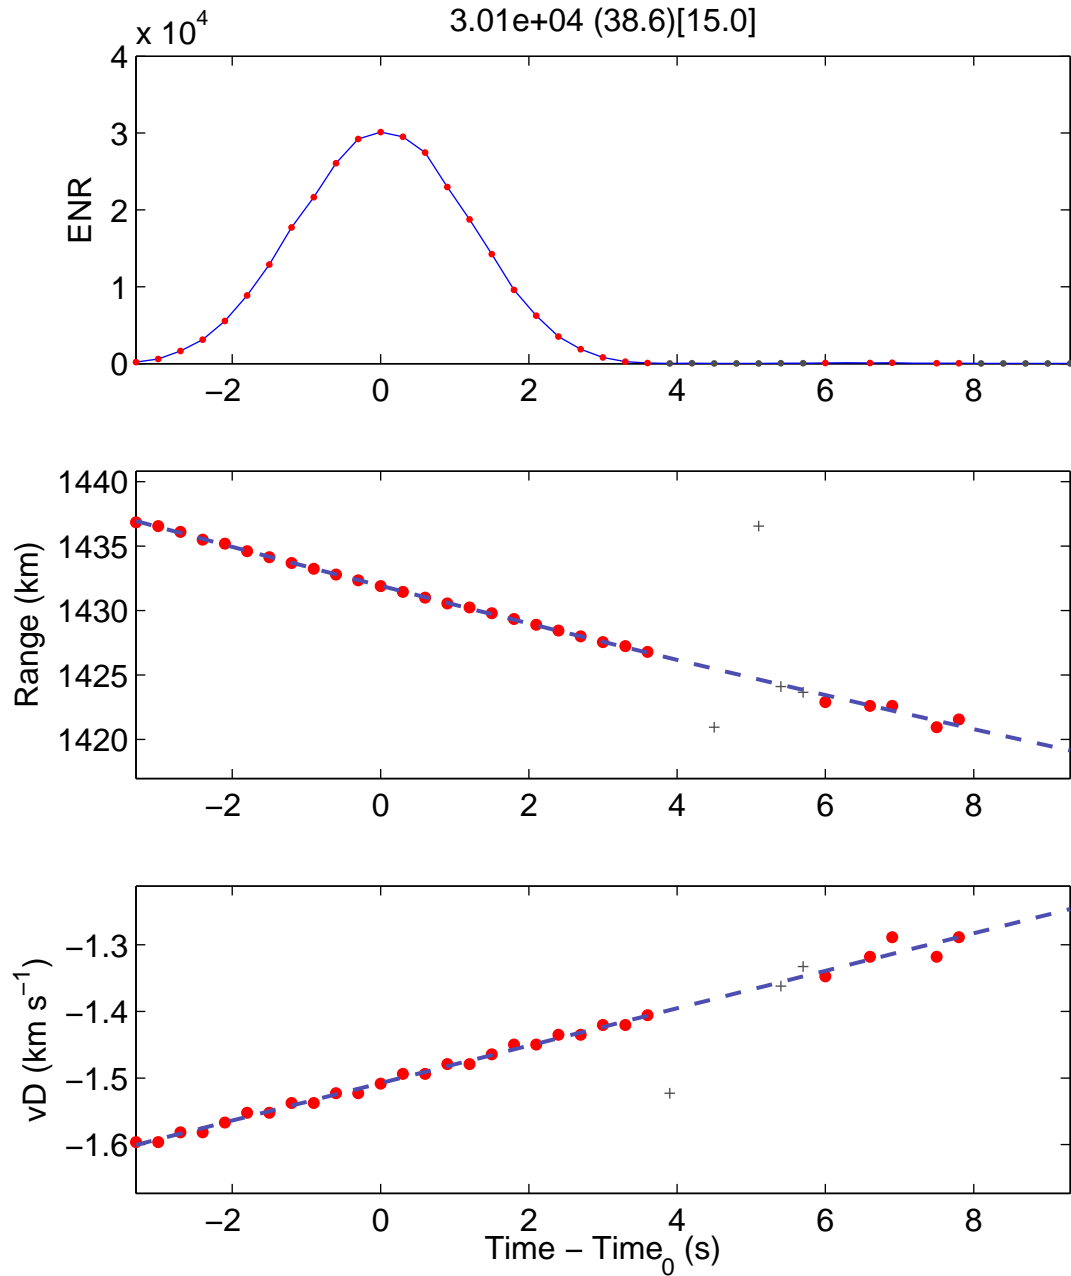 3.01e+04 (38.6)[15.0]
x 10^4
4
3
2
1
0
ENR
−2 0 2 4 6 8
1440
1435
1430
1425
1420
Range (km)
−2 0 2 4 6 8
−1.3
−1.4
−1.5
−1.6
vD (km s^−1)
−2 0 2 4 6 8
Time − Time_0 (s)